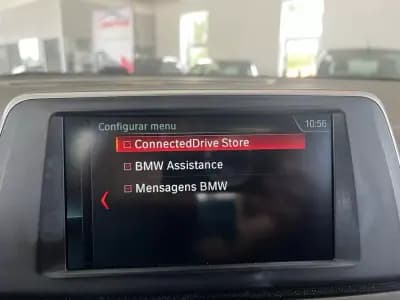 Configurar menu 10:56
ConnectedDrive Store
BMW Assistance
Mensagens BMW